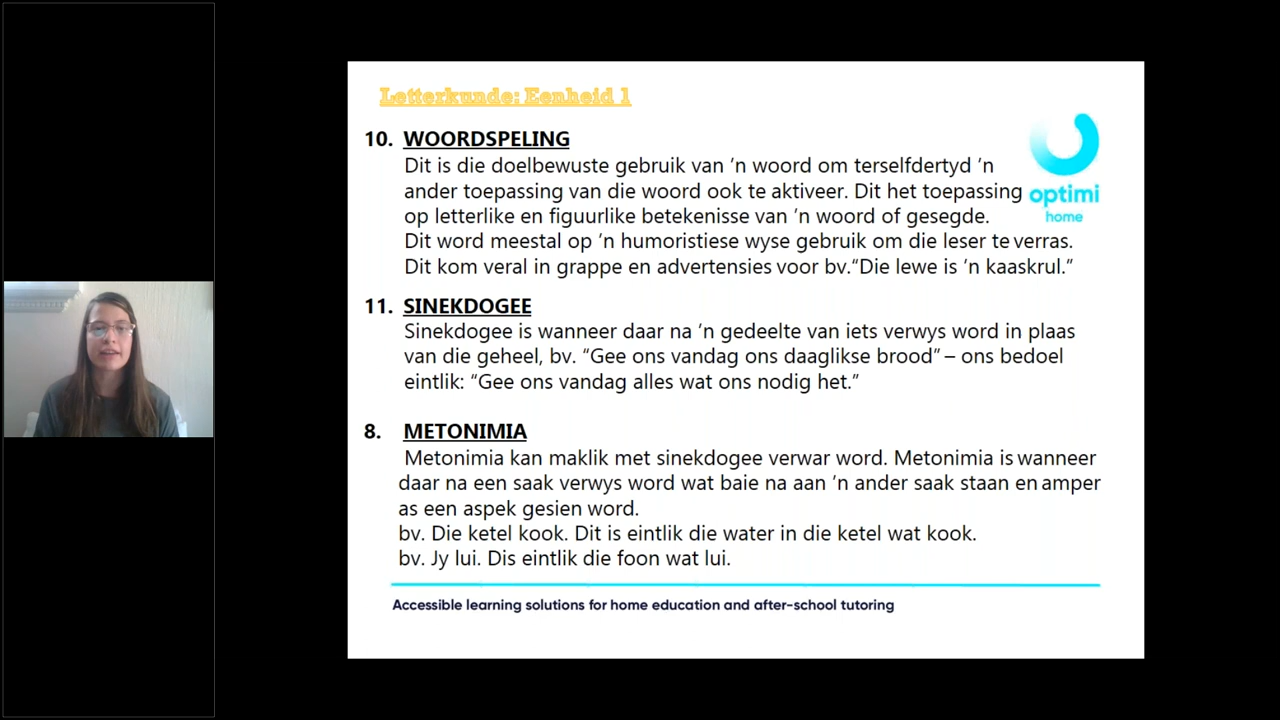 Letterkunde: Eenheid 1
10. WOORDSPELING
Dit is die doelbewuste gebruik van ’n woord om terselfdertyd ’n
ander toepassing van die woord ook te aktiveer. Dit het toepassing
op letterlike en figuurlike betekenisse van ’n woord of gesegde.
Dit word meestal op ’n humoristiese wyse gebruik om die leser te verras.
Dit kom veral in grappe en advertensies voor bv.“Die lewe is ’n kaaskrul.”
optimi
home
11. SINEKDOGEE
Sinekdogee is wanneer daar na ’n gedeelte van iets verwys word in plaas
van die geheel, bv. “Gee ons vandag ons daaglikse brood” – ons bedoel
eintlik: “Gee ons vandag alles wat ons nodig het.”
8. METONIMIA
Metonimia kan maklik met sinekdogee verwar word. Metonimia is wanneer
daar na een saak verwys word wat baie na aan ’n ander saak staan en amper
as een aspek gesien word.
bv. Die ketel kook. Dit is eintlik die water in die ketel wat kook.
bv. Jy lui. Dis eintlik die foon wat lui.
Accessible learning solutions for home education and after-school tutoring